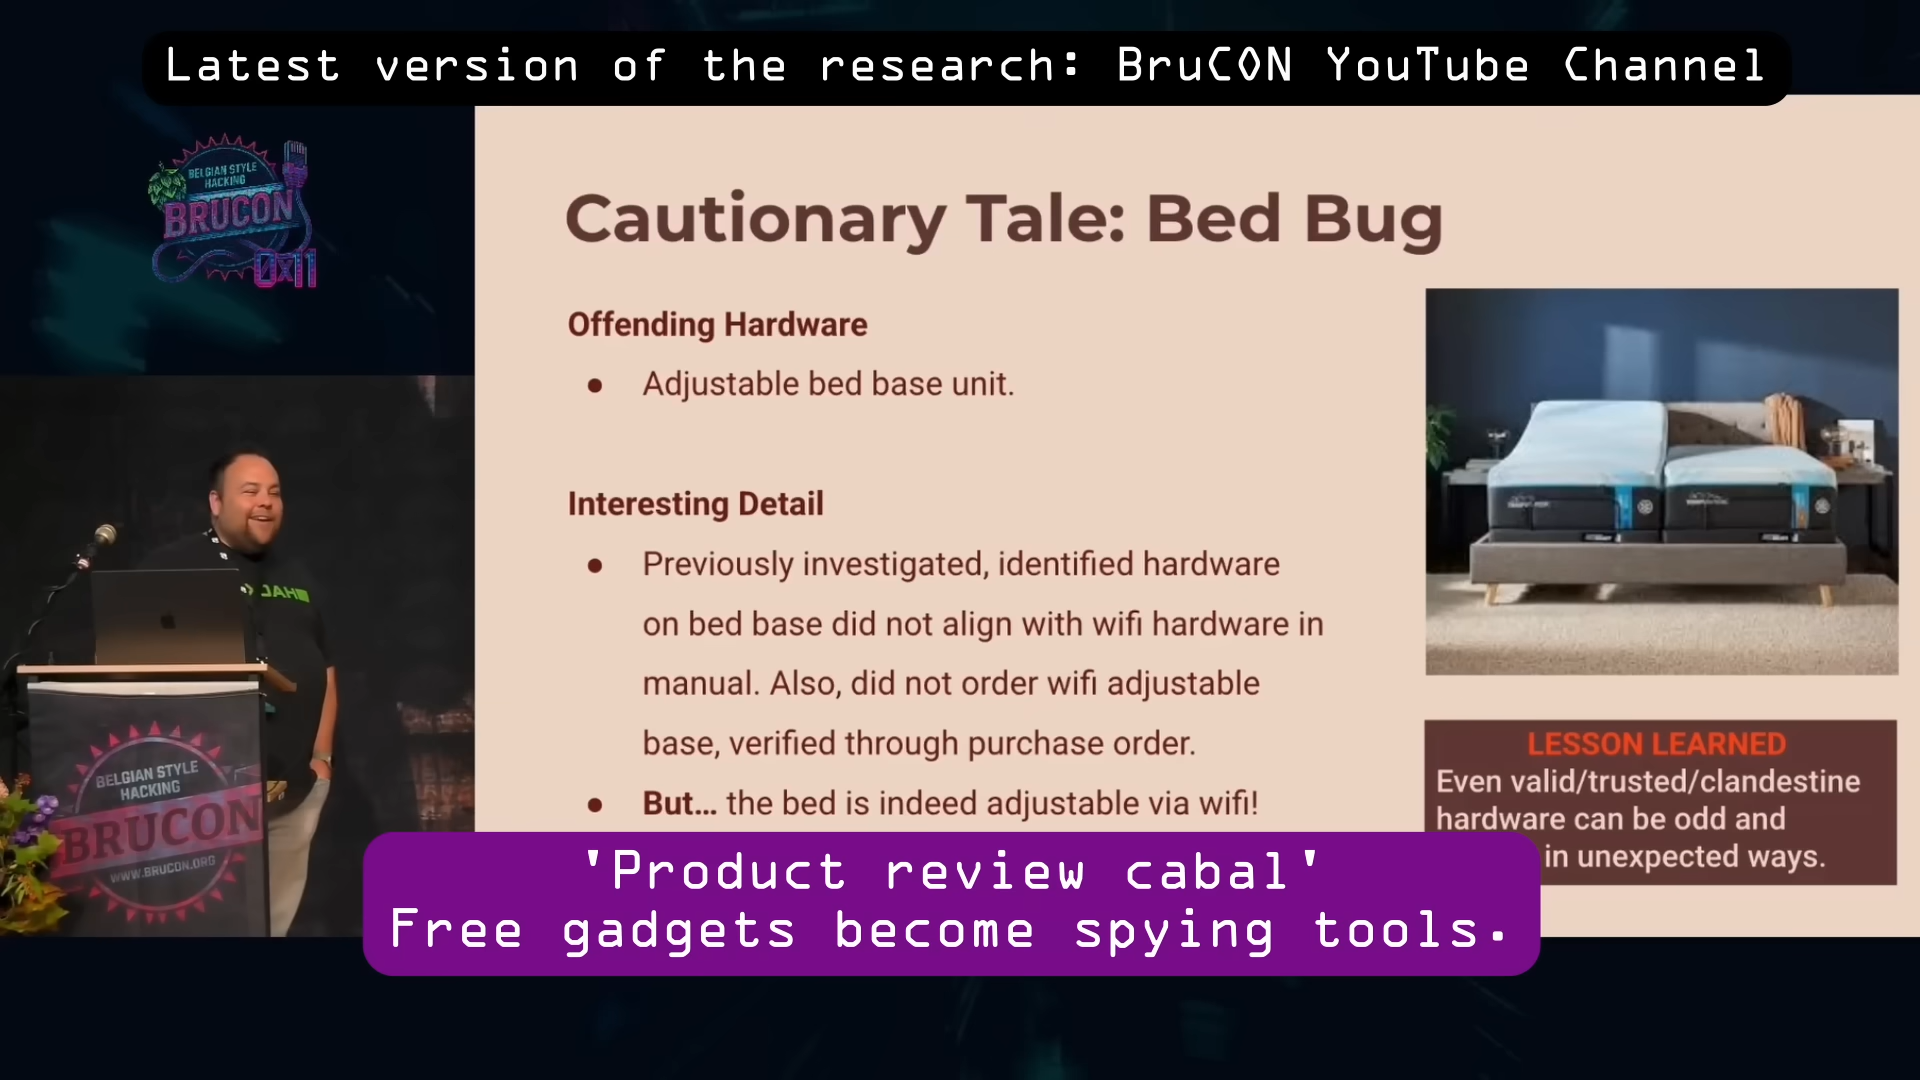 Latest version of the research: BruCON YouTube Channel
BELGIAN STYLE
HACKING
BRUCON
0x11
Cautionary Tale: Bed Bug
Offending Hardware
● Adjustable bed base unit.
Interesting Detail
● Previously investigated, identified hardware
on bed base did not align with wifi hardware in
manual. Also, did not order wifi adjustable
base, verified through purchase order.
● But... the bed is indeed adjustable via wifi!
LESSON LEARNED
Even valid/trusted/clandestine
hardware can be odd and
in unexpected ways.
BELGIAN STYLE
HACKING
BRUCON
WWW.BRUCON.ORG
'Product review cabal'
Free gadgets become spying tools.